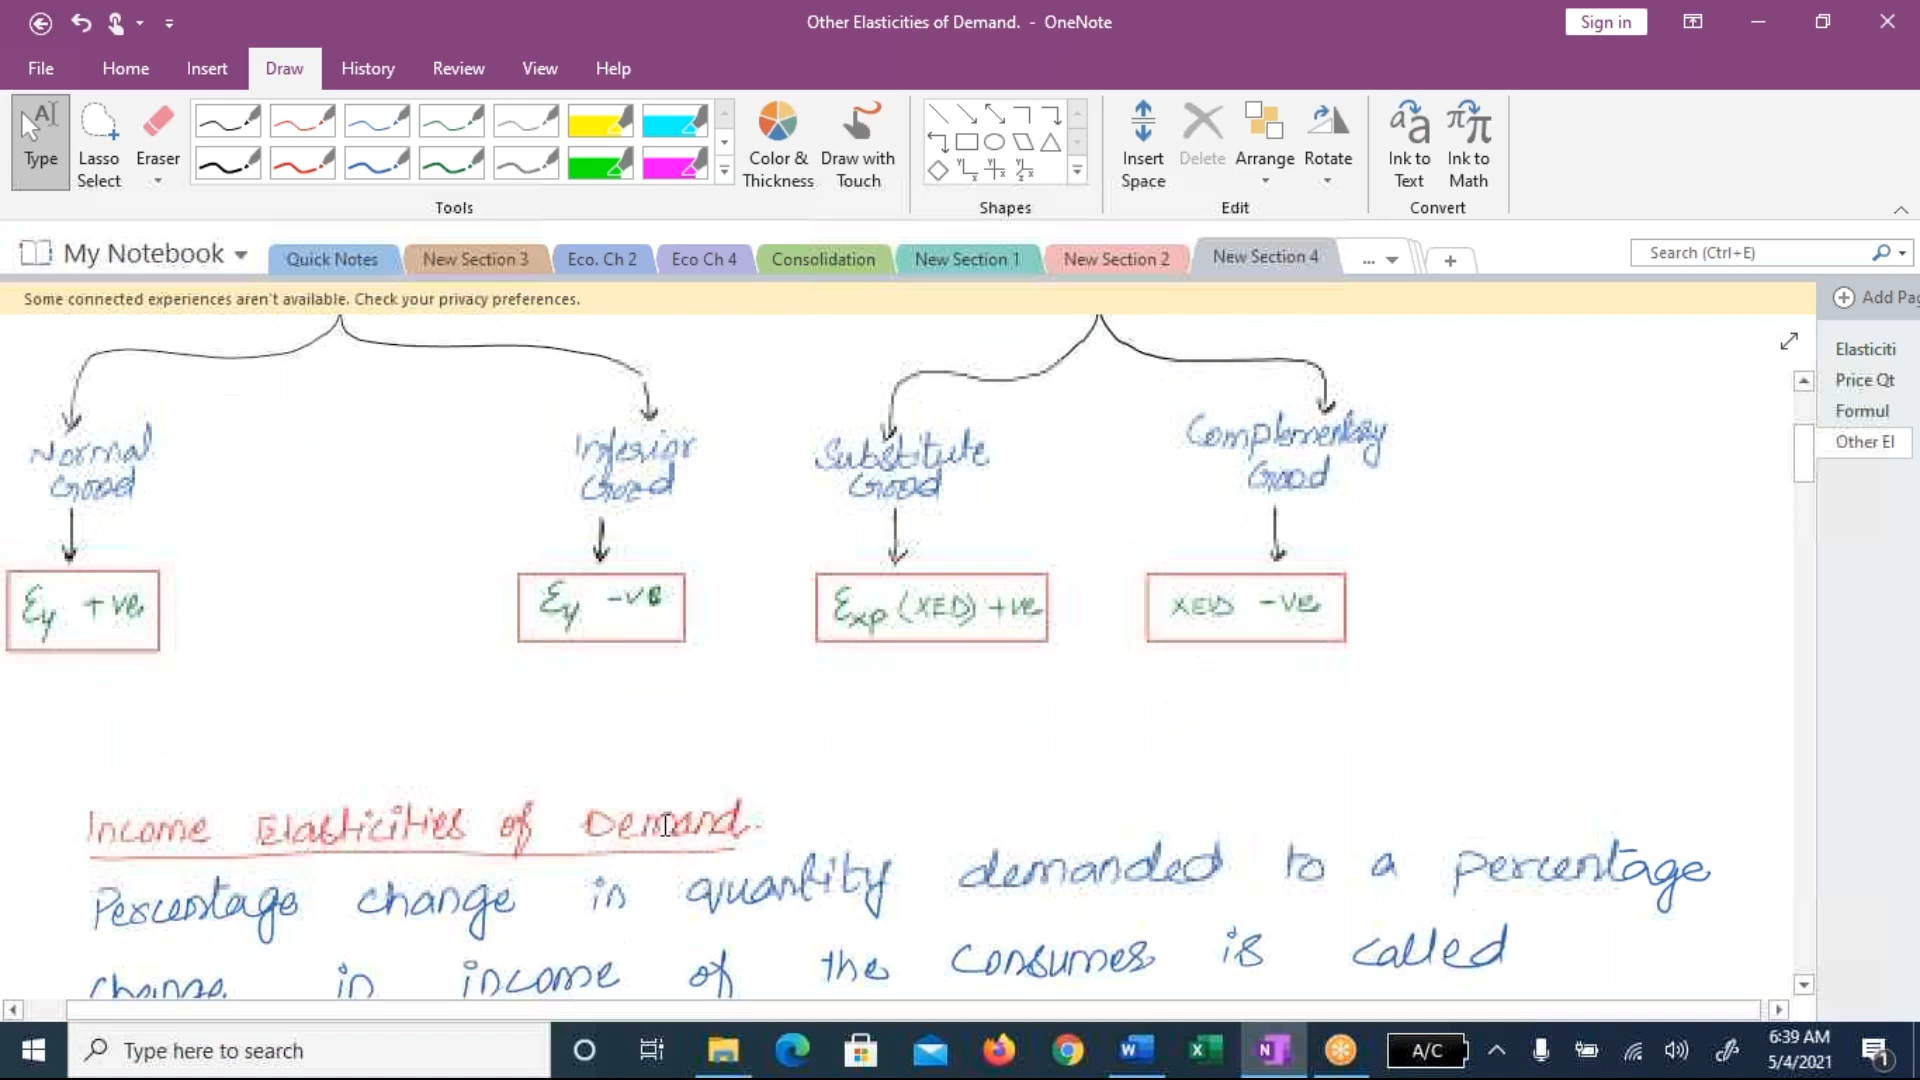 Other Elasticities of Demand. - OneNote
Sign in
File Home Insert Draw History Review View Help
Type
Lasso Select
Eraser
Color & Thickness
Draw with Touch
Insert Space
Delete
Arrange
Rotate
Ink to Text
Ink to Math
Tools Shapes Edit Convert
My Notebook
Quick Notes New Section 3 Eco. Ch 2 Eco Ch 4 Consolidation New Section 1 New Section 2 New Section 4 ... +
Search (Ctrl+E)
Some connected experiences aren't available. Check your privacy preferences.
Add Pag
Elasticiti
Price Qt
Formul
Other El
Normal Good
Inferior Good
Substitute Good
Complementary Good
Ey +ve
Ey -ve
Exp (XED) +ve
XED -ve
Income Elasticities of Demand.
Percentage change in quantity demanded to a percentage
change in income of the consumer is called
Type here to search
A/C
6:39 AM
5/4/2021
1